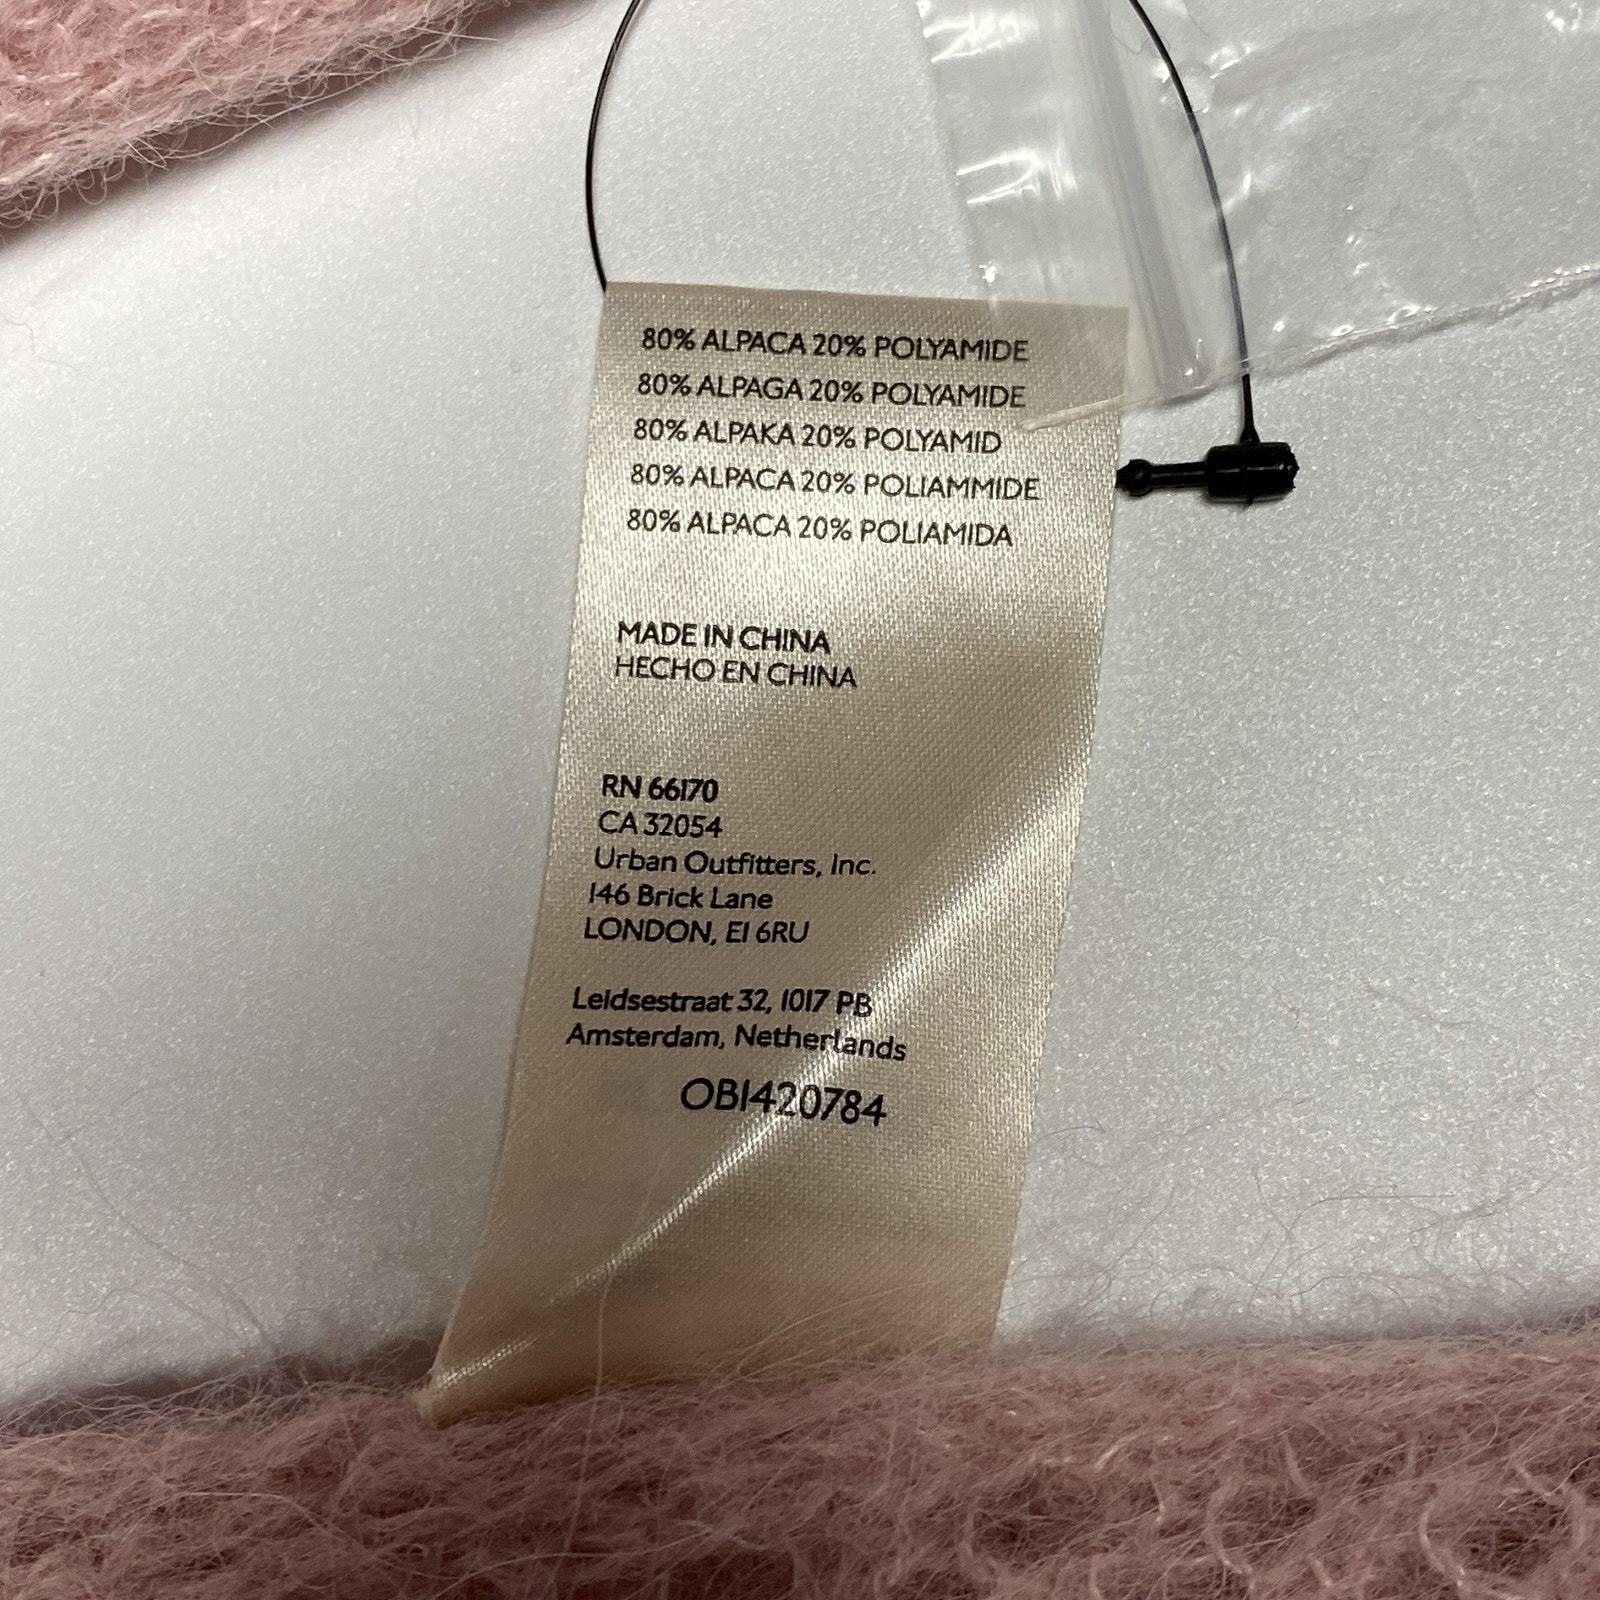 80% ALPACA 20% POLYAMIDE
80% ALPAGA 20% POLYAMIDE
80% ALPAKA 20% POLYAMID
80% ALPACA 20% POLIAMMIDE
80% ALPACA 20% POLIAMIDA
MADE IN CHINA
HECHO EN CHINA
RN 66170
CA 32054
Urban Outfitters, Inc.
146 Brick Lane
LONDON, E1 6RU
Leidsestraat 32, 1017 PB
Amsterdam, Netherlands
OB1420784